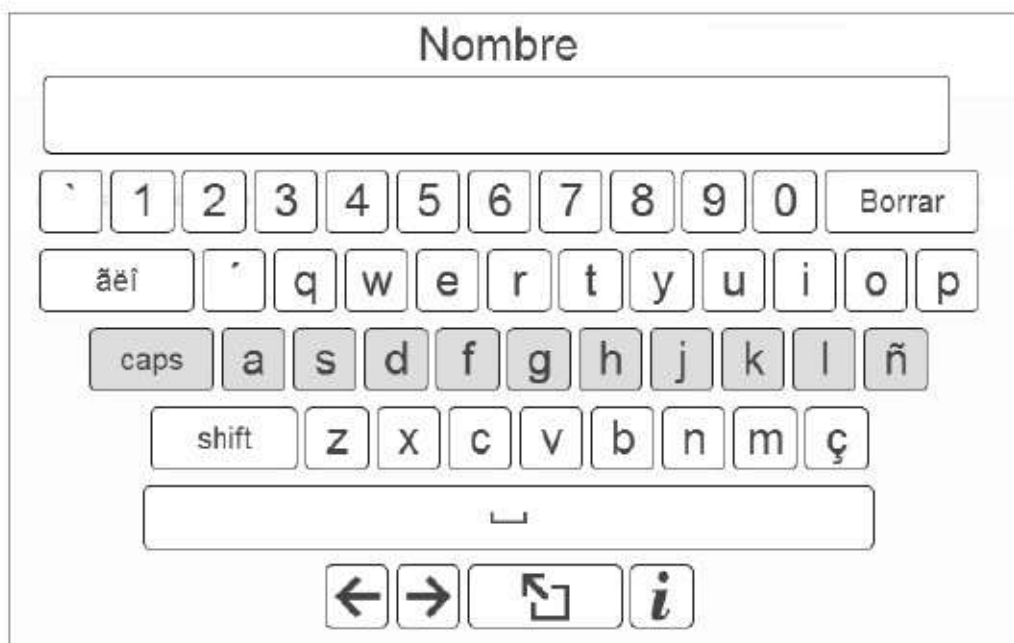 Nombre
` 1 2 3 4 5 6 7 8 9 0 Borrar
ãëî ´ q w e r t y u i o p
caps a s d f g h j k l ñ
shift z x c v b n m ç
i